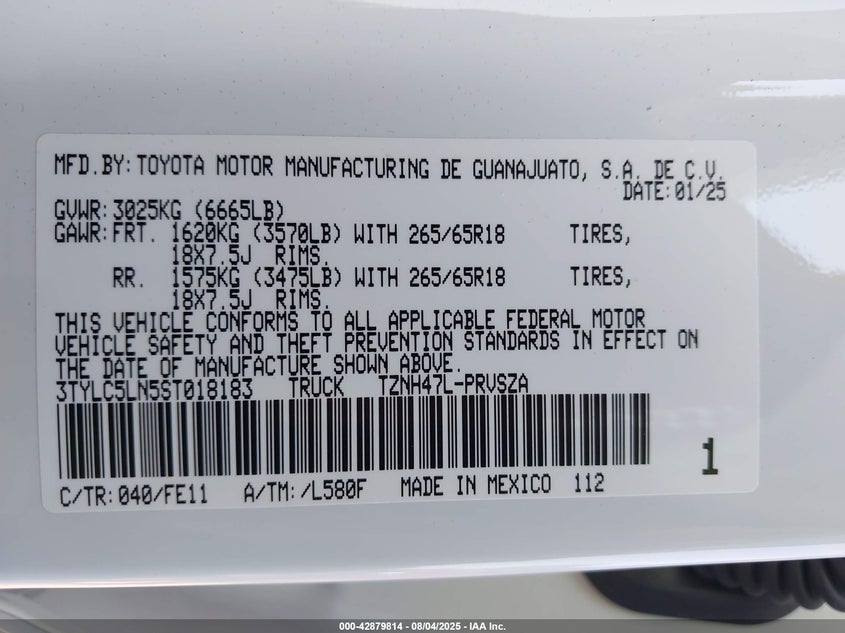 MFD.BY: TOYOTA MOTOR MANUFACTURING DE GUANAJUATO, S.A. DE C.V.
DATE: 01/25
GVWR: 3025KG (6665LB)
GAWR: FRT. 1620KG (3570LB) WITH 265/65R18 TIRES,
18X7.5J RIMS.
RR. 1575KG (3475LB) WITH 265/65R18 TIRES,
18X7.5J RIMS.
THIS VEHICLE CONFORMS TO ALL APPLICABLE FEDERAL MOTOR
VEHICLE SAFETY AND THEFT PREVENTION STANDARDS IN EFFECT ON
THE DATE OF MANUFACTURE SHOWN ABOVE.
3TYLC5LN5ST018183 TRUCK TZNH47L-PRVSZA
1
C/TR: 040/FE11 A/TM: /L580F MADE IN MEXICO 112
000-42879814 - 08/04/2025 - IAA Inc.